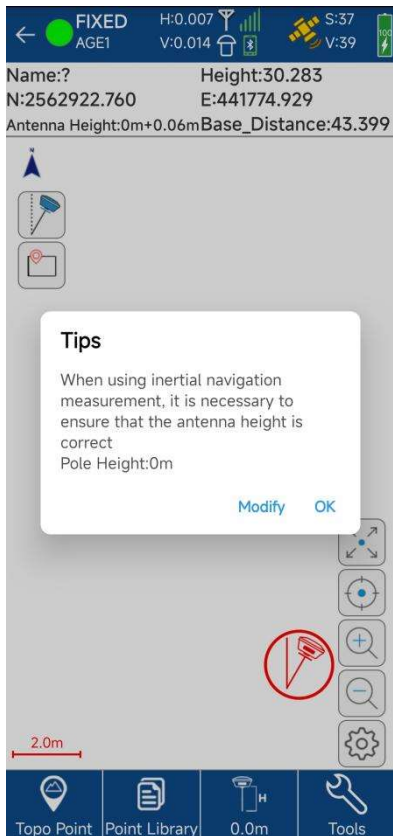 FIXED H:0.007 S:37
AGE1 V:0.014 V:39
100
Name:? Height:30.283
N:2562922.760 E:441774.929
Antenna Height:0m+0.06m Base_Distance:43.399
N
Tips
When using inertial navigation
measurement, it is necessary to
ensure that the antenna height is
correct
Pole Height:0m
Modify OK
2.0m
H
Topo Point Point Library 0.0m Tools